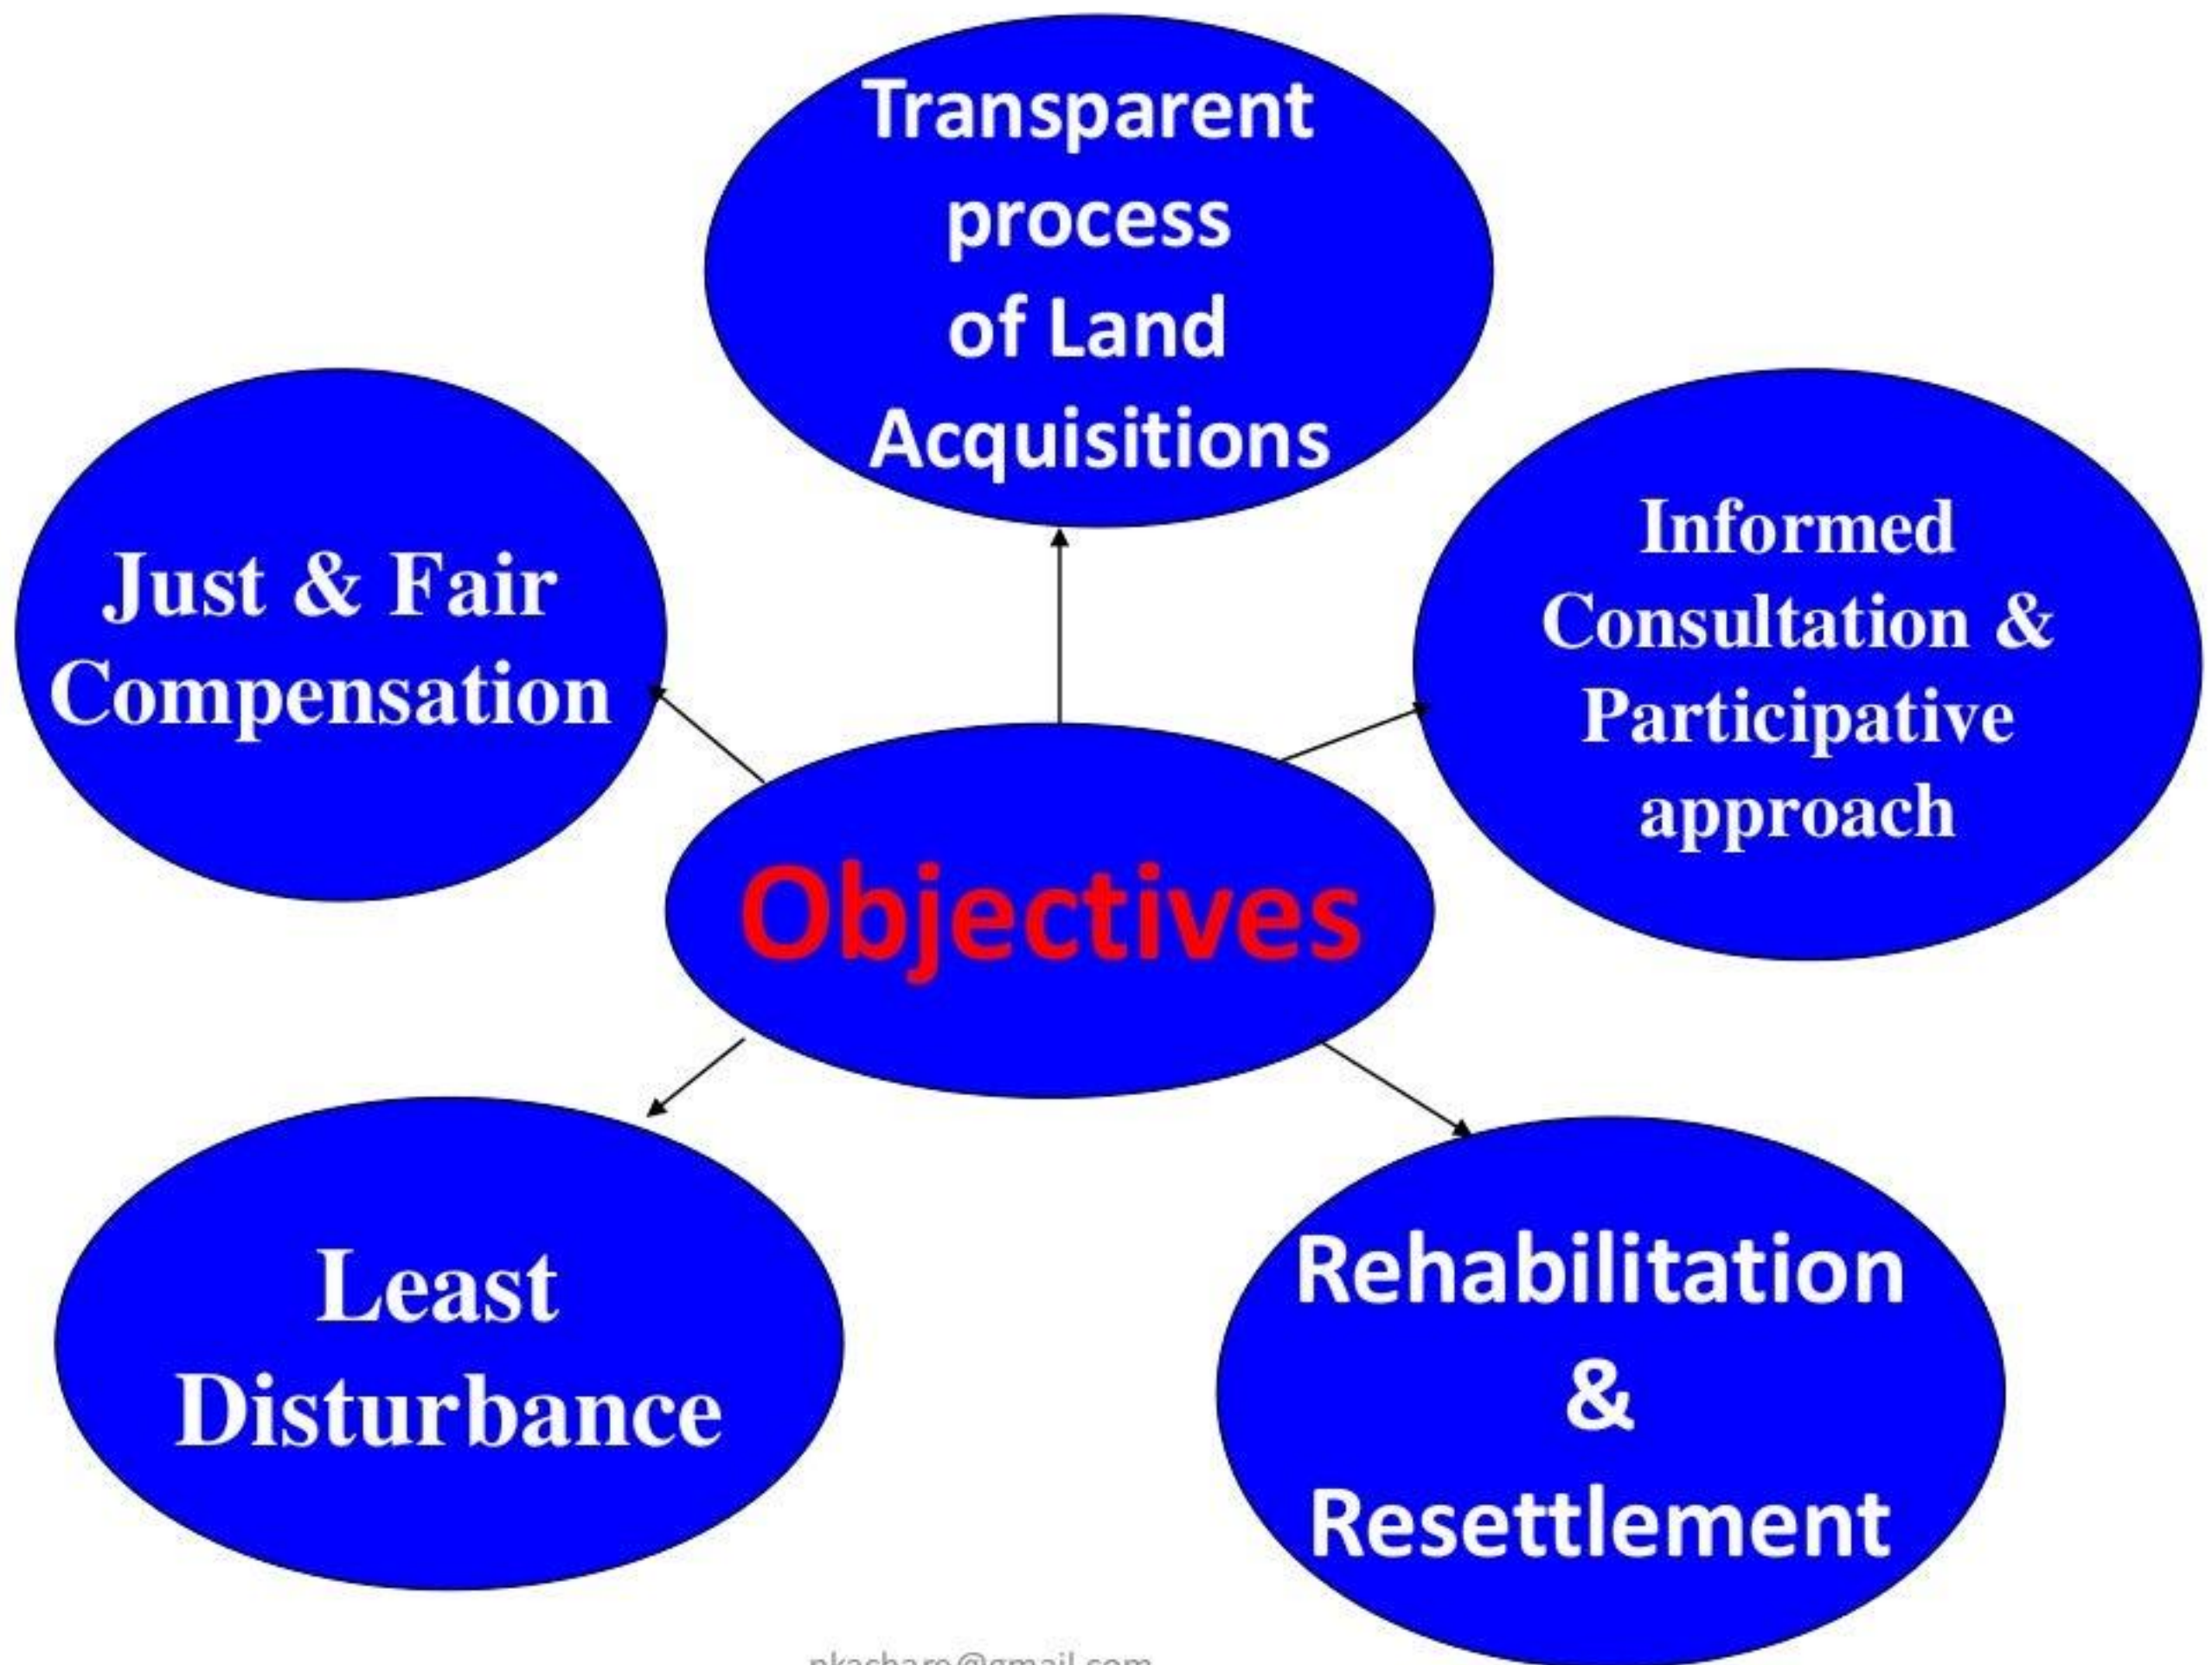 Transparent
process
of Land
Acquisitions
Just & Fair
Compensation
Informed
Consultation &
Participative
approach
Objectives
Least
Disturbance
Rehabilitation
&
Resettlement